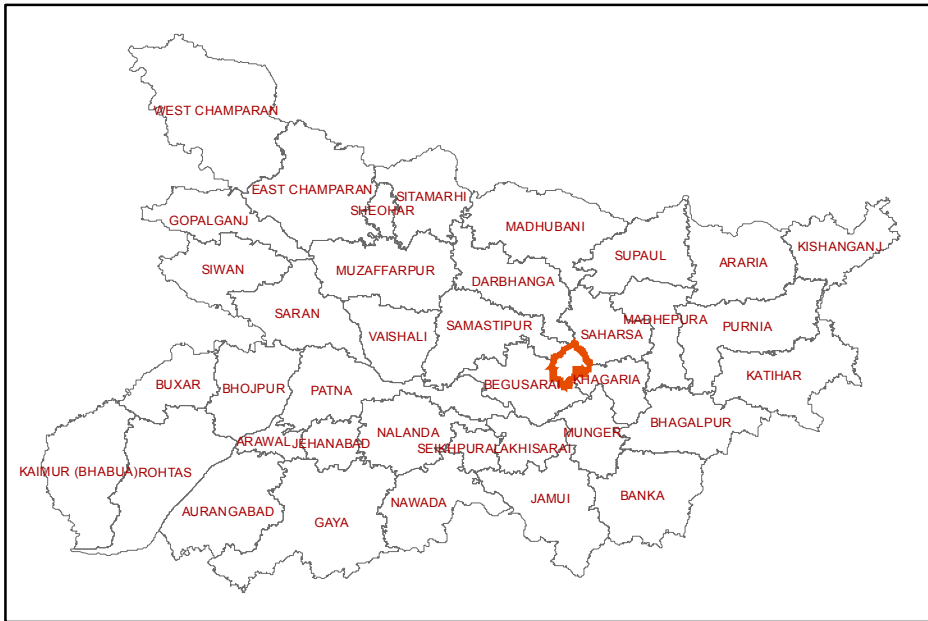 WEST CHAMPARAN
EAST CHAMPARAN
SITAMARHI
SHEOHAR
GOPALGANJ
MADHUBANI
KISHANGANJ
SUPAUL
ARARIA
SIWAN
MUZAFFARPUR
DARBHANGA
SARAN
MADHEPURA
SAMASTIPUR
PURNIA
VAISHALI
SAHARSA
KATIHAR
BUXAR
BHOJPUR
PATNA
BEGUSARAI
KHAGARIA
BHAGALPUR
NALANDA
MUNGER
ARAWAL
JEHANABAD
SEIKHPURA
LAKHISARAI
KAIMUR (BHABUA)
ROHTAS
BANKA
JAMUI
NAWADA
AURANGABAD
GAYA